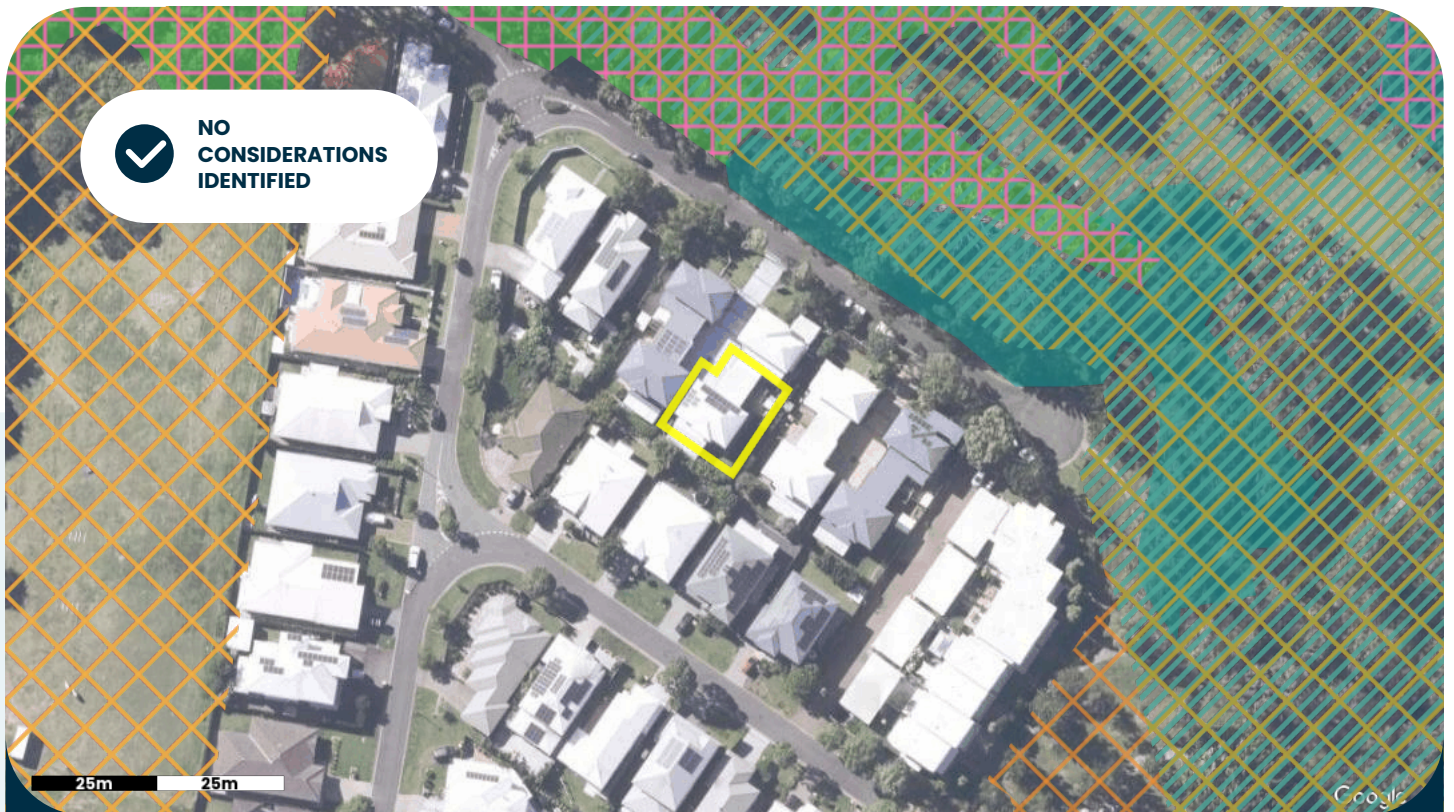 NO
CONSIDERATIONS
IDENTIFIED
25m 25m
Google